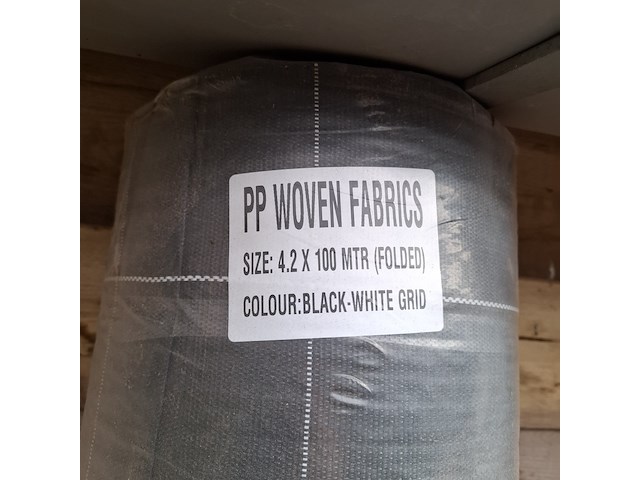 PP WOVEN FABRICS
SIZE: 4.2 X 100 MTR (FOLDED)
COLOUR:BLACK-WHITE GRID